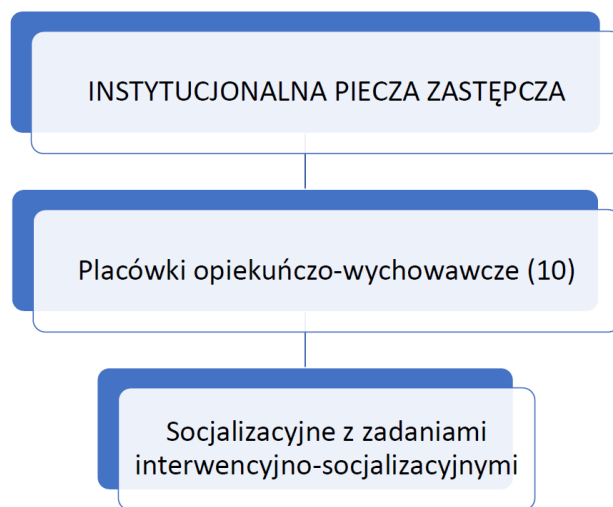 INSTYTUCJONALNA PIECZA ZASTĘPCZA
Placówki opiekuńczo-wychowawcze (10)
Socjalizacyjne z zadaniami
interwencyjno-socjalizacyjnymi